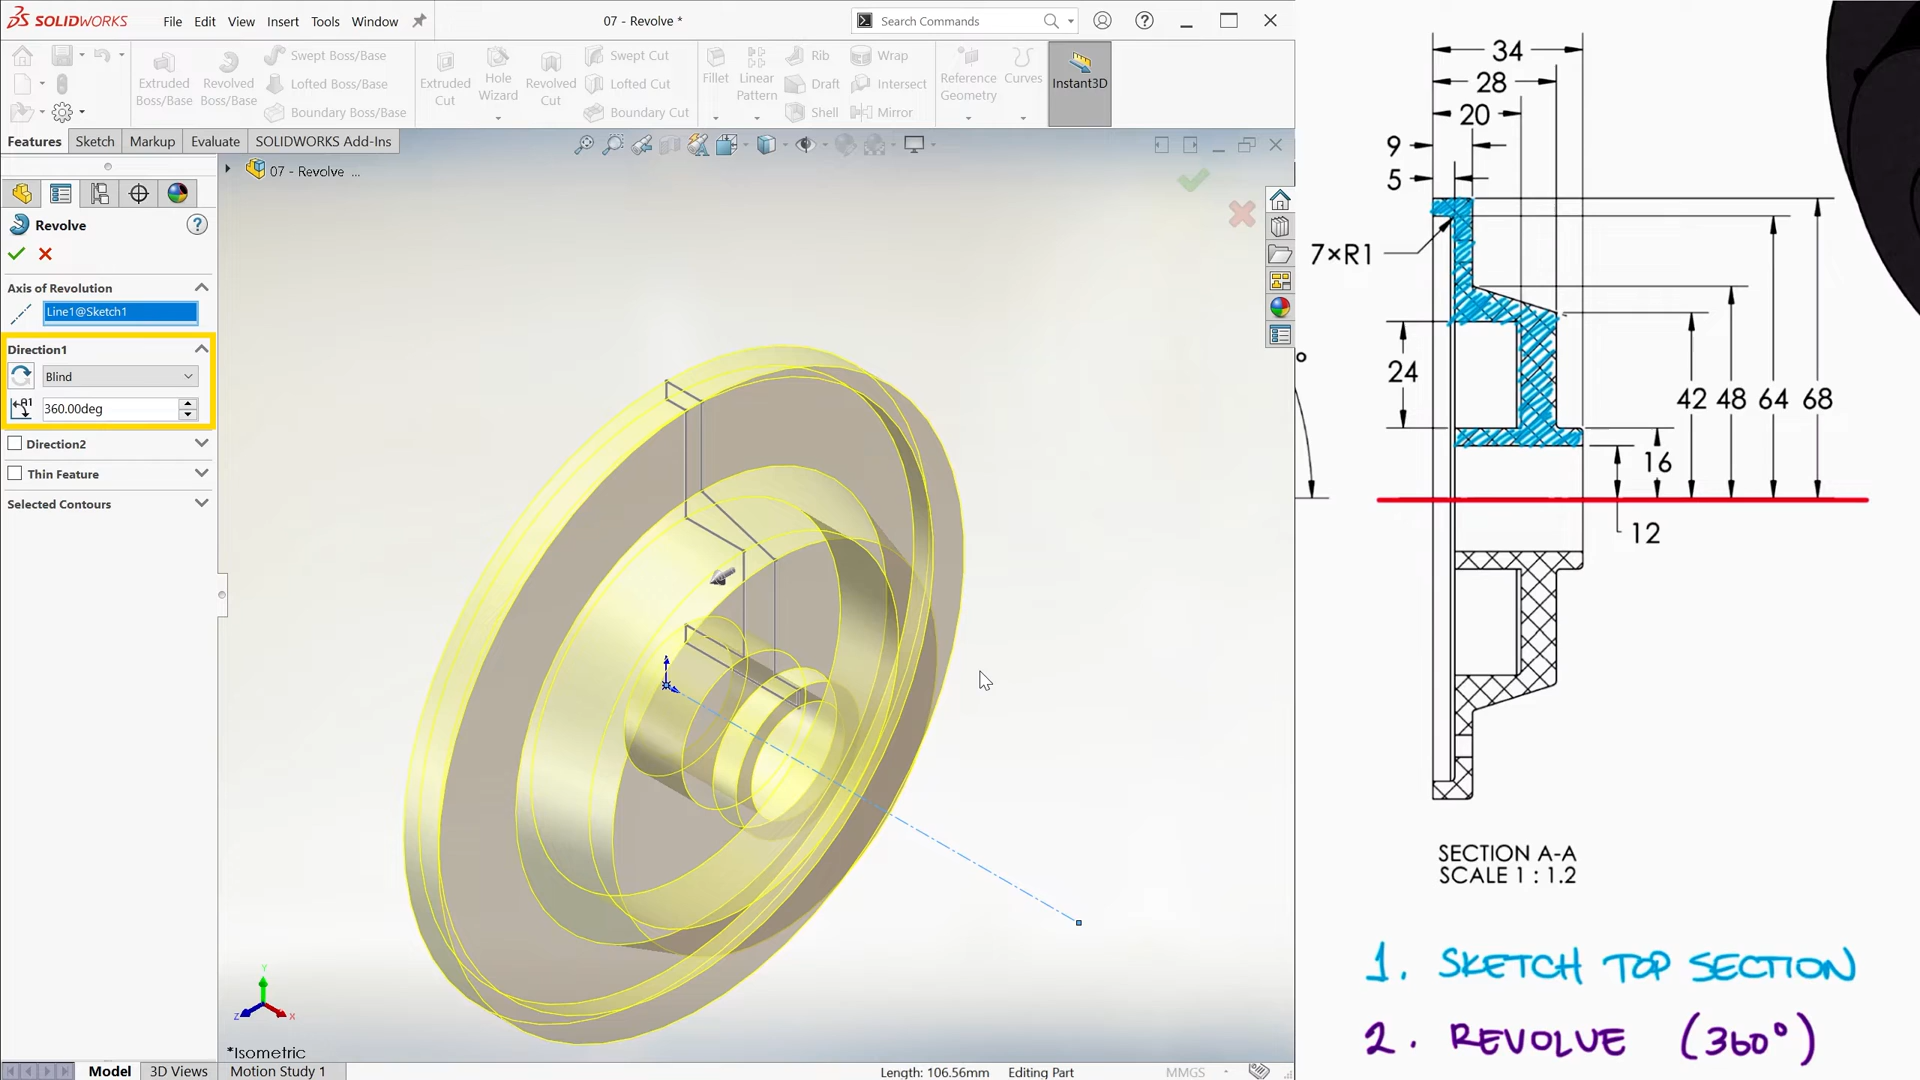 SOLIDWORKS File Edit View Insert Tools Window 07 - Revolve * Search Commands
Extruded Boss/Base
Revolved Boss/Base
Swept Boss/Base
Lofted Boss/Base
Boundary Boss/Base
Extruded Cut
Hole Wizard
Revolved Cut
Swept Cut
Lofted Cut
Boundary Cut
Fillet
Linear Pattern
Rib
Draft
Shell
Wrap
Intersect
Mirror
Reference Geometry
Curves
Instant3D
Features Sketch Markup Evaluate SOLIDWORKS Add-Ins
07 - Revolve ...
Revolve
Axis of Revolution
Line1@Sketch1
Direction1
Blind
360.00deg
Direction2
Thin Feature
Selected Contours
Y
Z
X
*Isometric
Model 3D Views Motion Study 1
Length: 106.56mm Editing Part MMGS
34
28
20
9
5
7×R1
24
42 48 64 68
16
12
°
SECTION A-A
SCALE 1 : 1.2
1. SKETCH TOP SECTION
2. REVOLVE (360°)